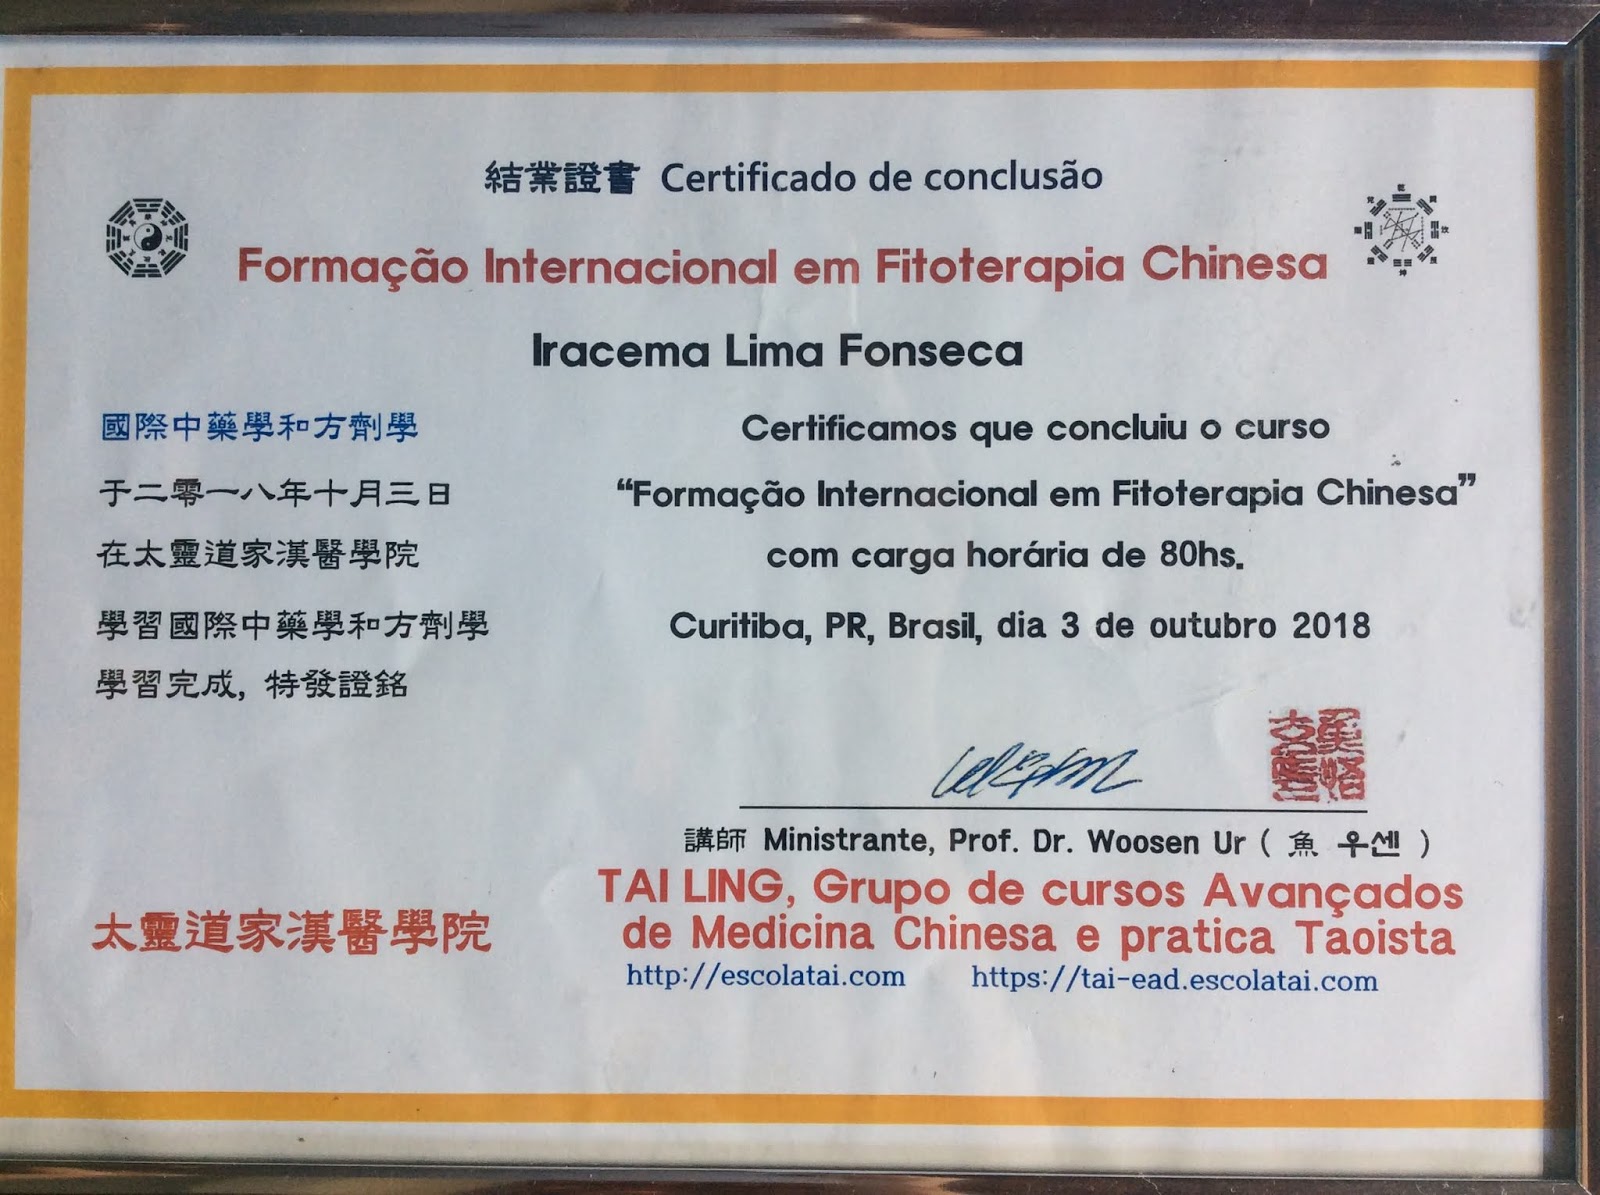 結業證書 Certificado de conclusão
Formação Internacional em Fitoterapia Chinesa
Iracema Lima Fonseca
國際中藥學和方劑學
于二零一八年十月三日
在太靈道家漢醫學院
學習國際中藥學和方劑學
學習完成, 特發證銘
Certificamos que concluiu o curso
“Formação Internacional em Fitoterapia Chinesa”
com carga horária de 80hs.
Curitiba, PR, Brasil, dia 3 de outubro 2018
講師 Ministrante, Prof. Dr. Woosen Ur ( 魚 우센 )
太靈道家漢醫學院
TAI LING, Grupo de cursos Avançados
de Medicina Chinesa e pratica Taoista
http://escolatai.com https://tai-ead.escolatai.com